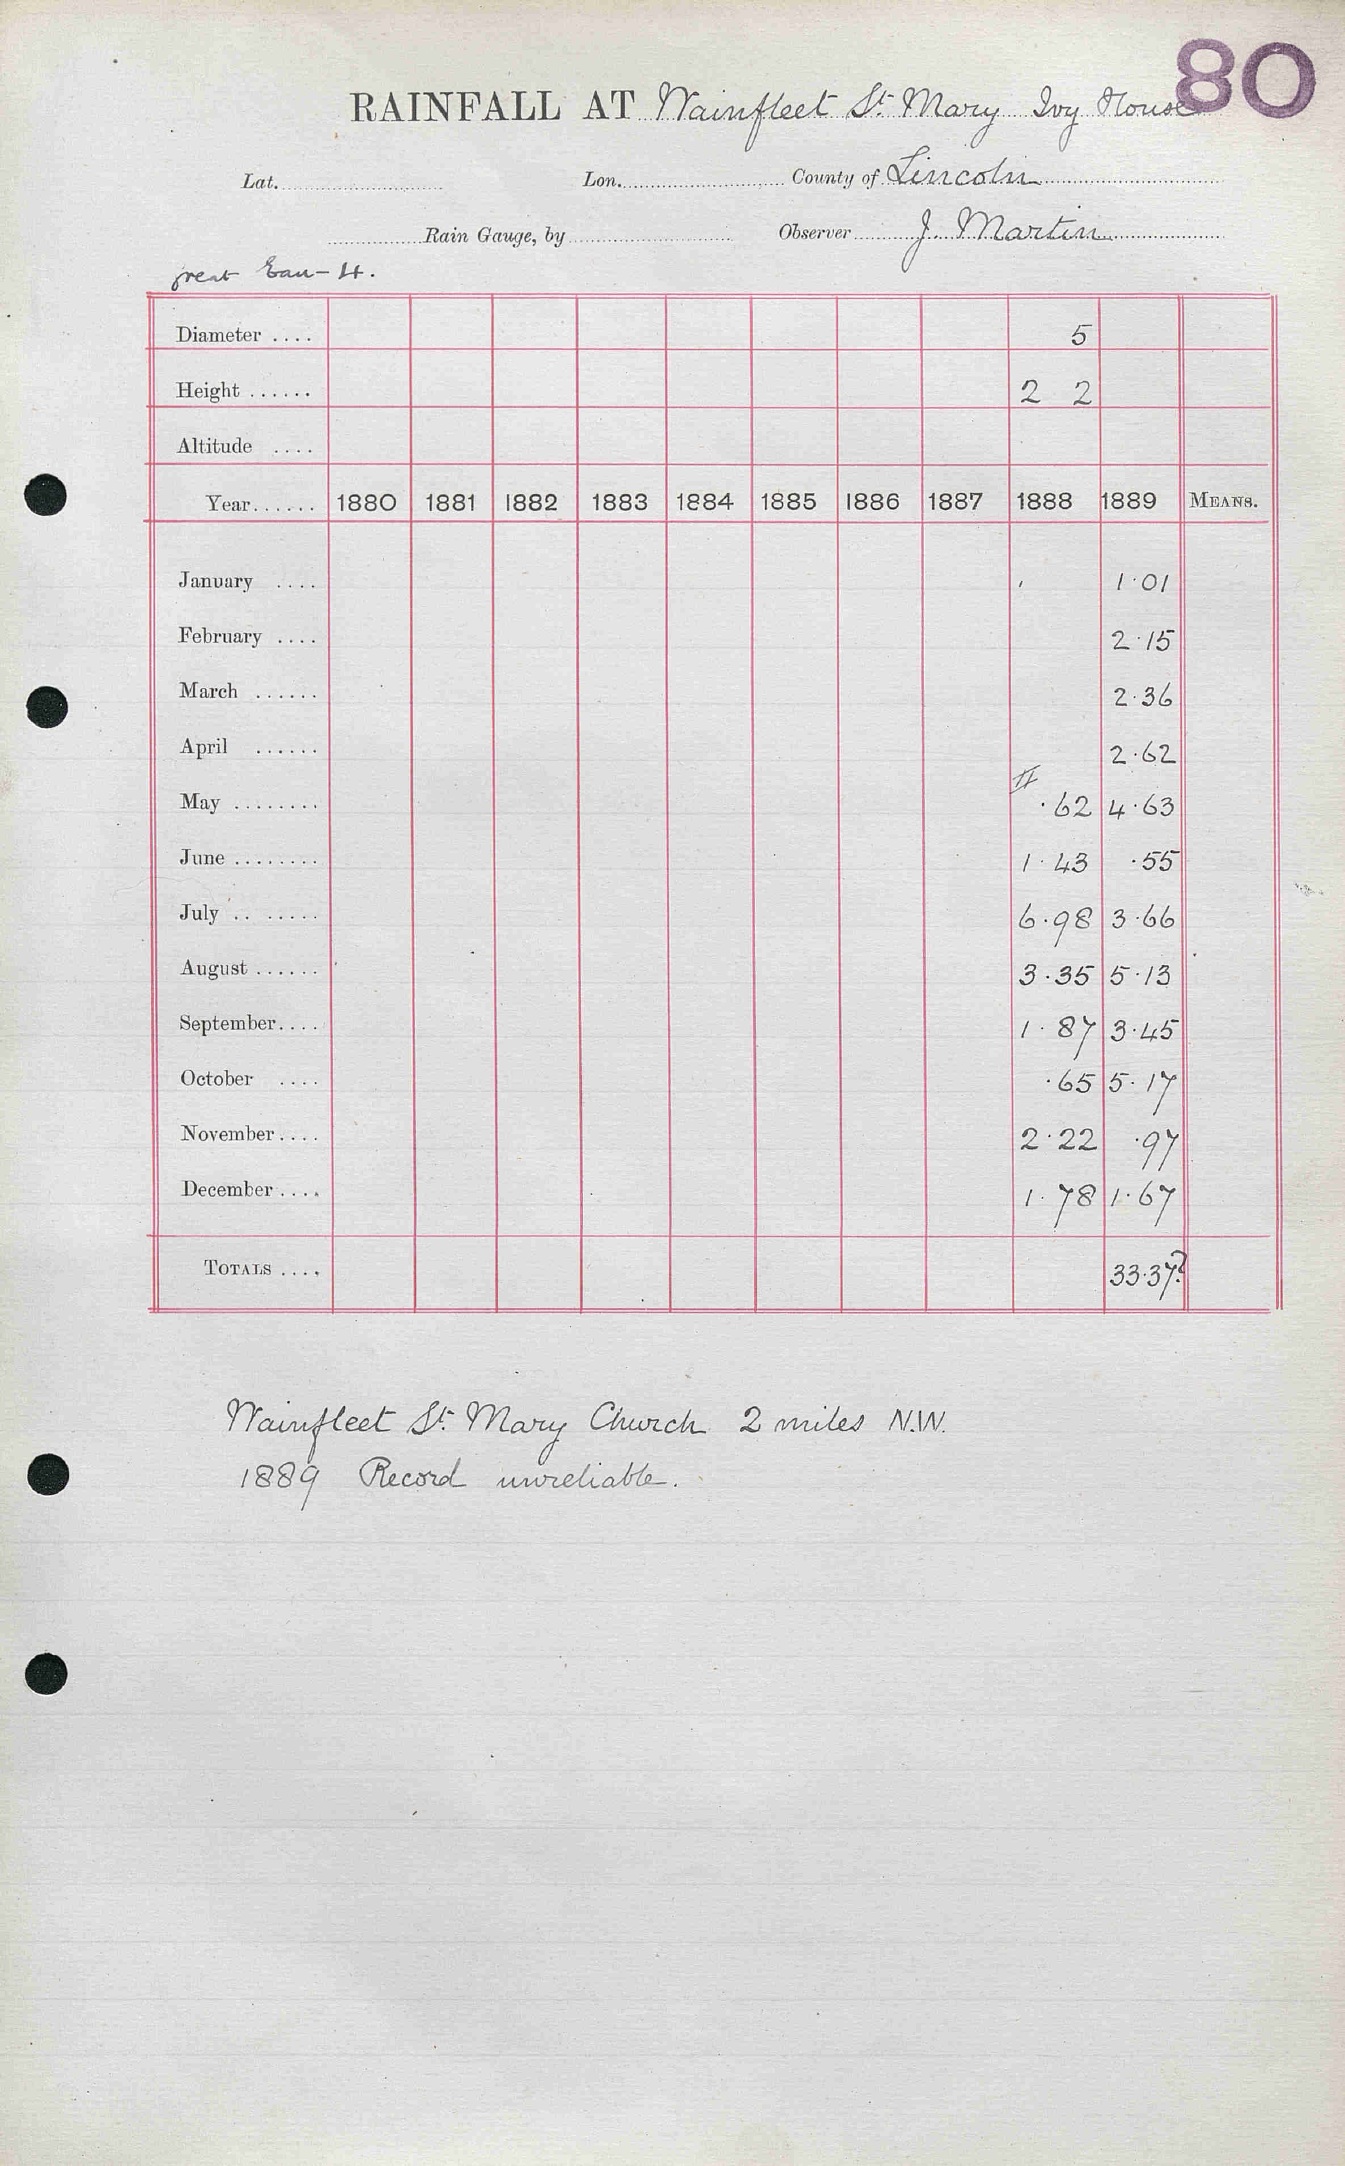 80
RAINFALL AT Wainfleet St. Mary Ivy House
Lat. Lon. County of Lincoln
Rain Gauge, by Observer J. Martin
great Eau - 4.
Diameter .... 5
Height ...... 2 2
Altitude ....
Year...... 1880 1881 1882 1883 1884 1885 1886 1887 1888 1889 MEANS.
January .... 1.01
February .... 2.15
March ...... 2.36
April ...... 2.62
May ........ .62 4.63
June ........ 1.43 .55
July .. ..... 6.98 3.66
August ...... 3.35 5.13
September.... 1.87 3.45
October .... .65 5.17
November.... 2.22 .97
December.... 1.78 1.67
TOTALS .... 33.37?
Wainfleet St. Mary Church 2 miles N.W.
1889 Record unreliable.